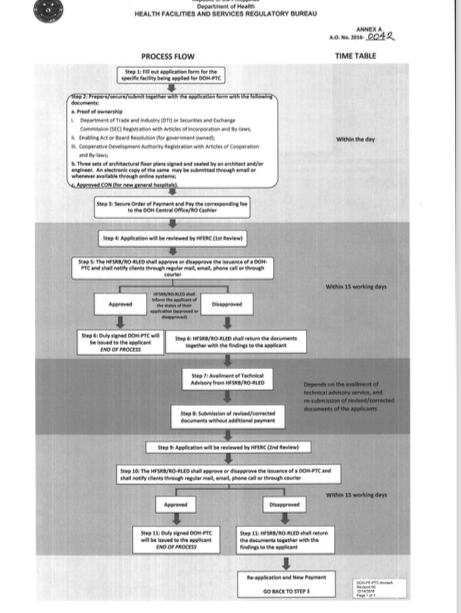 Republic of the Philippines
Department of Health
HEALTH FACILITIES AND SERVICES REGULATORY BUREAU
ANNEX A
A.O. No. 2016- 0042
PROCESS FLOW
TIME TABLE
Step 1: Fill out application form for the
specific facility being applied for DOH-PTC
Step 2: Prepare/secure/submit together with the application form with the following
documents:
a. Proof of ownership
i. Department of Trade and Industry (DTI) or Securities and Exchange
Commission (SEC) Registration with Articles of Incorporation and By-laws;
ii. Enabling Act or Board Resolution (for government owned);
iii. Cooperative Development Authority Registration with Articles of Cooperation
and By-laws;
b. Three sets of architectural floor plans signed and sealed by an architect and/or
engineer. An electronic copy of the same may be submitted through email or
whenever available through online systems;
c. Approved CON (for new general hospitals).
Within the day
Step 3: Secure Order of Payment and Pay the corresponding fee
to the DOH Central Office/RO Cashier
Step 4: Application will be reviewed by HFERC (1st Review)
Step 5: The HFSRB/RO-RLED shall approve or disapprove the issuance of a DOH-
PTC and shall notify clients through regular mail, email, phone call or through
courier
Within 15 working days
HFSRB/RO-RLED shall
inform the applicant of
the status of their
application (approved or
disapproved)
Approved
Disapproved
Step 6: Duly signed DOH-PTC will
be issued to the applicant
END OF PROCESS
Step 6: HFSRB/RO-RLED shall return the documents
together with the findings to the applicant
Step 7: Availment of Technical
Advisory from HFSRB/RO-RLED
Depends on the availment of
technical advisory service, and
re-submission of revised/corrected
documents of the applicants
Step 8: Submission of revised/corrected
documents without additional payment
Step 9: Application will be reviewed by HFERC (2nd Review)
Step 10: The HFSRB/RO-RLED shall approve or disapprove the issuance of a DOH-PTC and
shall notify clients through regular mail, email, phone call or through courier
Within 15 working days
Approved
Disapproved
Step 11: Duly signed DOH-PTC
will be issued to the applicant
END OF PROCESS
Step 11: HFSRB/RO-RLED shall return
the documents together with the
findings to the applicant
Re-application and New Payment
GO BACK TO STEP 3
Page 1 of 1